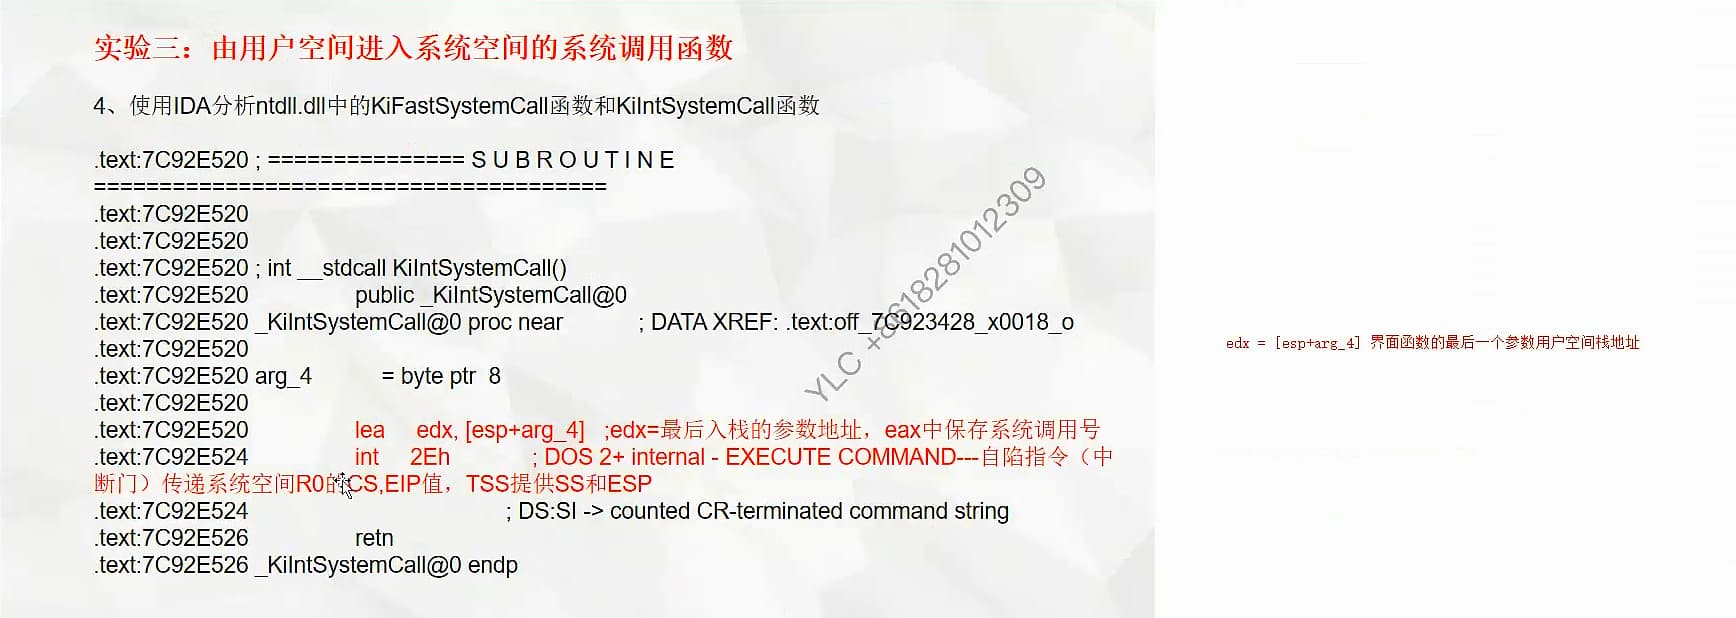 实验三：由用户空间进入系统空间的系统调用函数
4、使用IDA分析ntdll.dll中的KiFastSystemCall函数和KiIntSystemCall函数
.text:7C92E520 ; =============== S U B R O U T I N E
=======================================
.text:7C92E520
.text:7C92E520
.text:7C92E520 ; int __stdcall KiIntSystemCall()
.text:7C92E520 public _KiIntSystemCall@0
.text:7C92E520 _KiIntSystemCall@0 proc near ; DATA XREF: .text:off_7C923428_x0018_o
.text:7C92E520
.text:7C92E520 arg_4 = byte ptr 8
.text:7C92E520
.text:7C92E520 lea edx, [esp+arg_4] ;edx=最后入栈的参数地址，eax中保存系统调用号
.text:7C92E524 int 2Eh ; DOS 2+ internal - EXECUTE COMMAND---自陷指令（中
断门）传递系统空间R0的CS,EIP值，TSS提供SS和ESP
.text:7C92E524 ; DS:SI -> counted CR-terminated command string
.text:7C92E526 retn
.text:7C92E526 _KiIntSystemCall@0 endp
YLC +8618281012309
edx = [esp+arg_4] 界面函数的最后一个参数用户空间栈地址